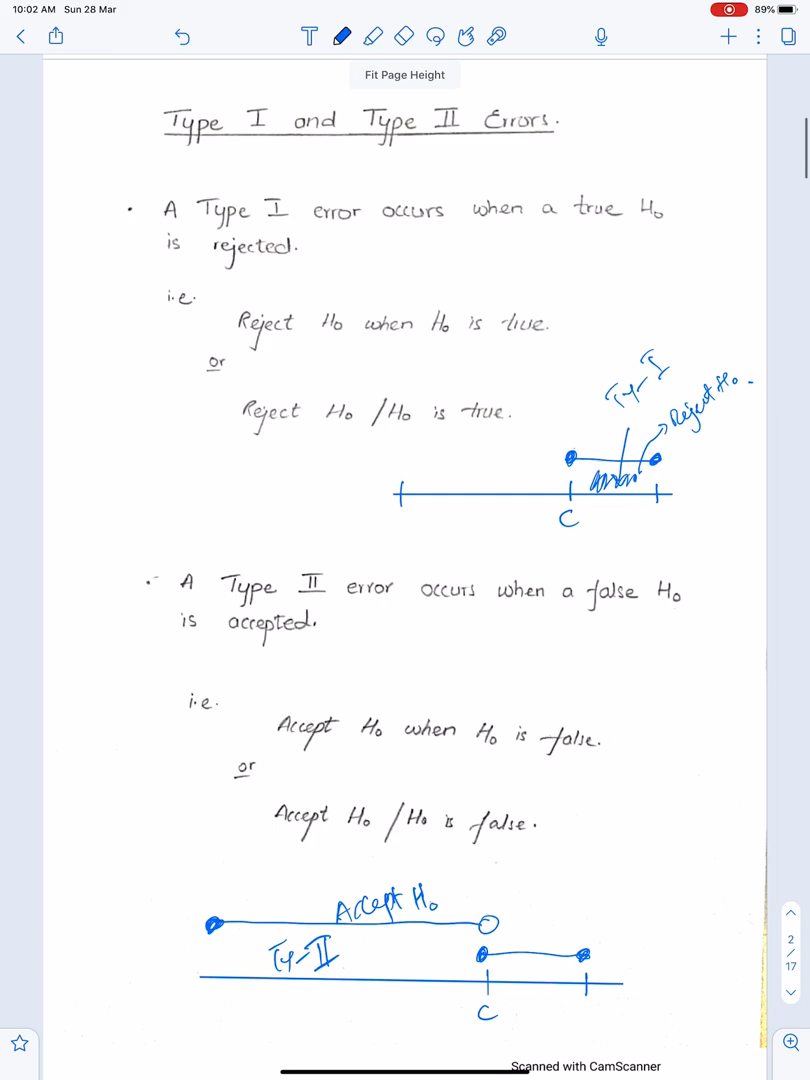 10:02 AM Sun 28 Mar
89%
T
Fit Page Height
Type I and Type II Errors.
• A Type I error occurs when a true H₀
is rejected.
i.e.
Reject H₀ when H₀ is true.
or
Reject H₀ / H₀ is true.
Ty-I
Reject H₀.
C
• A Type II error occurs when a false H₀
is accepted.
i.e.
Accept H₀ when H₀ is false.
or
Accept H₀ / H₀ is false.
Accept H₀
Ty-II
C
2
/
17
Scanned with CamScanner